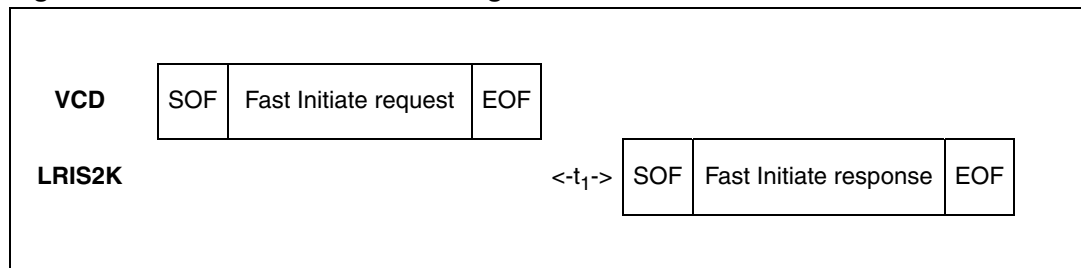 VCD SOF Fast Initiate request EOF
LRIS2K <-t₁-> SOF Fast Initiate response EOF